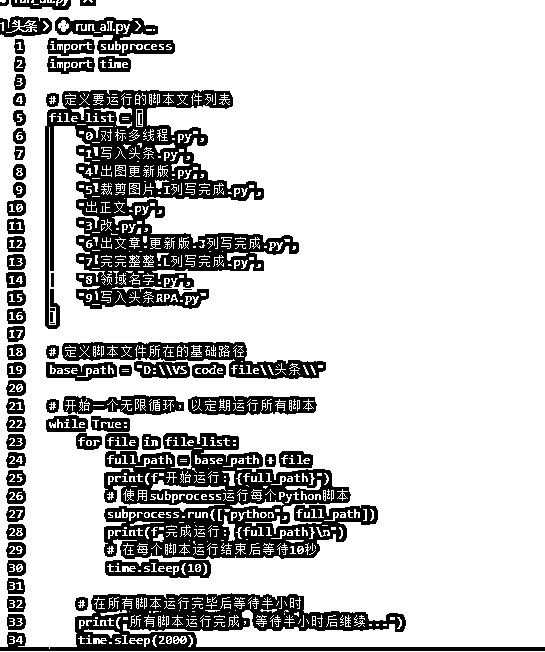 run_all.py ×
1_头条 > run_all.py > ...
1 import subprocess
2 import time
3
4 # 定义要运行的脚本文件列表
5 file_list = [
6 "0.对标多线程.py",
7 "1.写入头条.py",
8 "4.出图更新版.py",
9 "5.裁剪图片.I列写完成.py",
10 "出正文.py",
11 "3.改.py",
12 "6.出文章.更新版.J列写完成.py",
13 "7.完完整整.L列写完成.py",
14 "8.领域名字.py",
15 "9.写入头条RPA.py"
16 ]
17
18 # 定义脚本文件所在的基础路径
19 base_path = "D:\\VS code file\\头条\\"
20
21 # 开始一个无限循环，以定期运行所有脚本
22 while True:
23 for file in file_list:
24 full_path = base_path + file
25 print(f"开始运行: {full_path}")
26 # 使用subprocess运行每个Python脚本
27 subprocess.run(["python", full_path])
28 print(f"完成运行: {full_path}\n")
29 # 在每个脚本运行结束后等待10秒
30 time.sleep(10)
31
32 # 在所有脚本运行完毕后等待半小时
33 print("所有脚本运行完成，等待半小时后继续...")
34 time.sleep(2000)